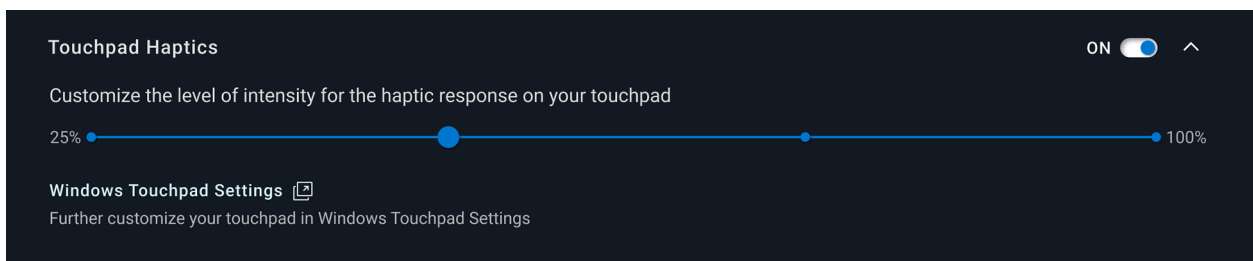 Touchpad Haptics ON
Customize the level of intensity for the haptic response on your touchpad
25% 100%
Windows Touchpad Settings
Further customize your touchpad in Windows Touchpad Settings